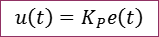 u(t) = K_P e(t)